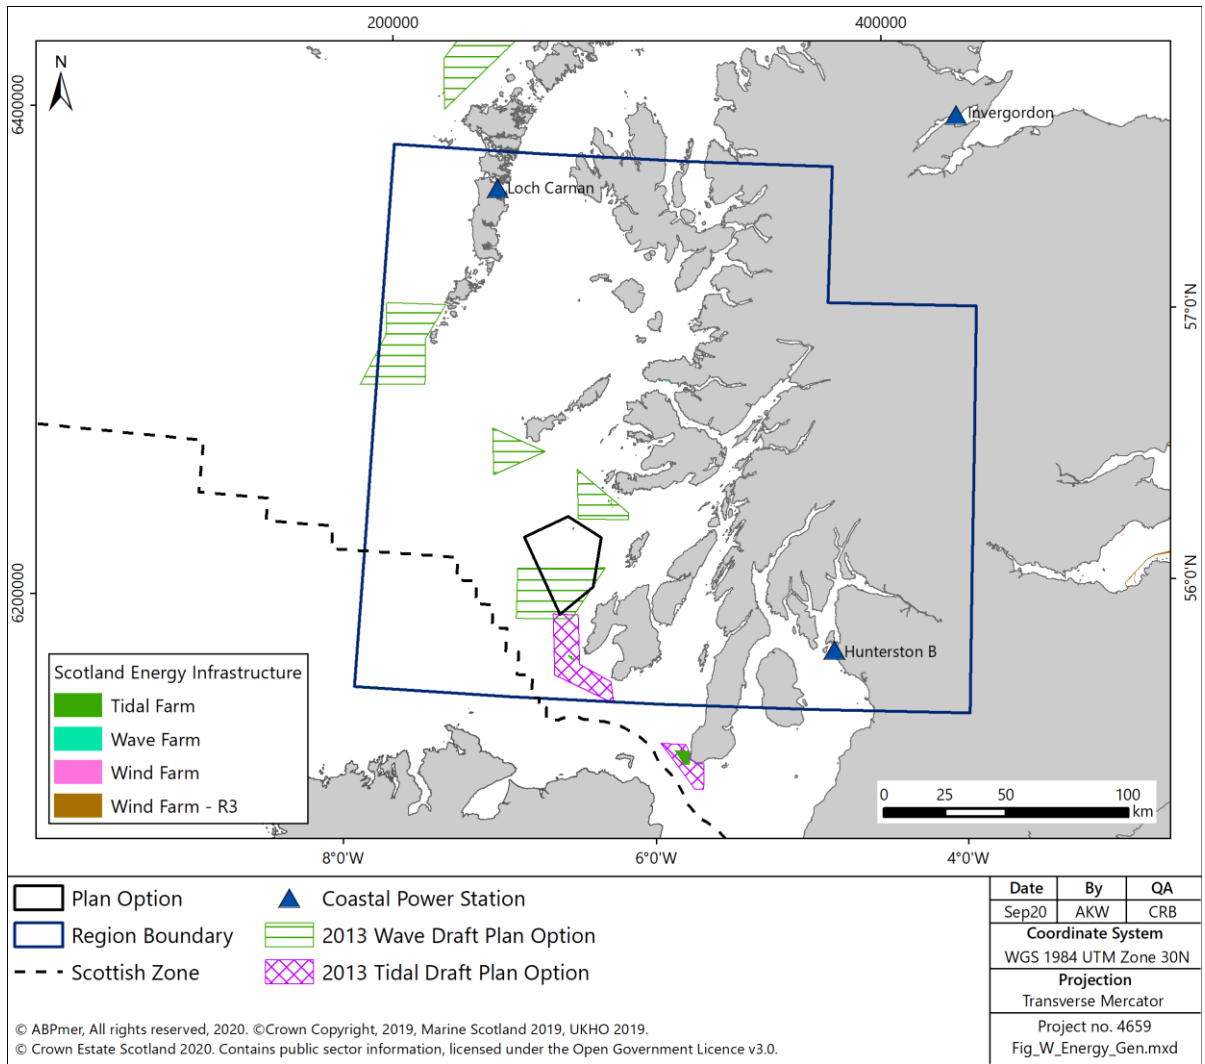 200000
400000
N
6400000
Invergordon
Loch Carnan
57°0'N
6200000
56°0'N
Hunterston B
Scotland Energy Infrastructure
Tidal Farm
Wave Farm
Wind Farm
Wind Farm - R3
0 25 50 100
km
8°0'W 6°0'W 4°0'W
Plan Option
Coastal Power Station
Region Boundary
2013 Wave Draft Plan Option
Scottish Zone
2013 Tidal Draft Plan Option
Date By QA
Sep20 AKW CRB
Coordinate System
WGS 1984 UTM Zone 30N
Projection
Transverse Mercator
Project no. 4659
Fig_W_Energy_Gen.mxd
© ABPmer, All rights reserved, 2020. ©Crown Copyright, 2019, Marine Scotland 2019, UKHO 2019.
© Crown Estate Scotland 2020. Contains public sector information, licensed under the Open Government Licence v3.0.